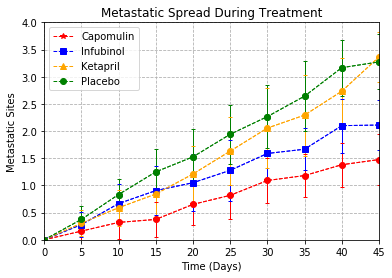 Metastatic Spread During Treatment
Capomulin
Infubinol
Ketapril
Placebo
Metastatic Sites
4.0
3.5
3.0
2.5
2.0
1.5
1.0
0.5
0.0
0 5 10 15 20 25 30 35 40 45
Time (Days)